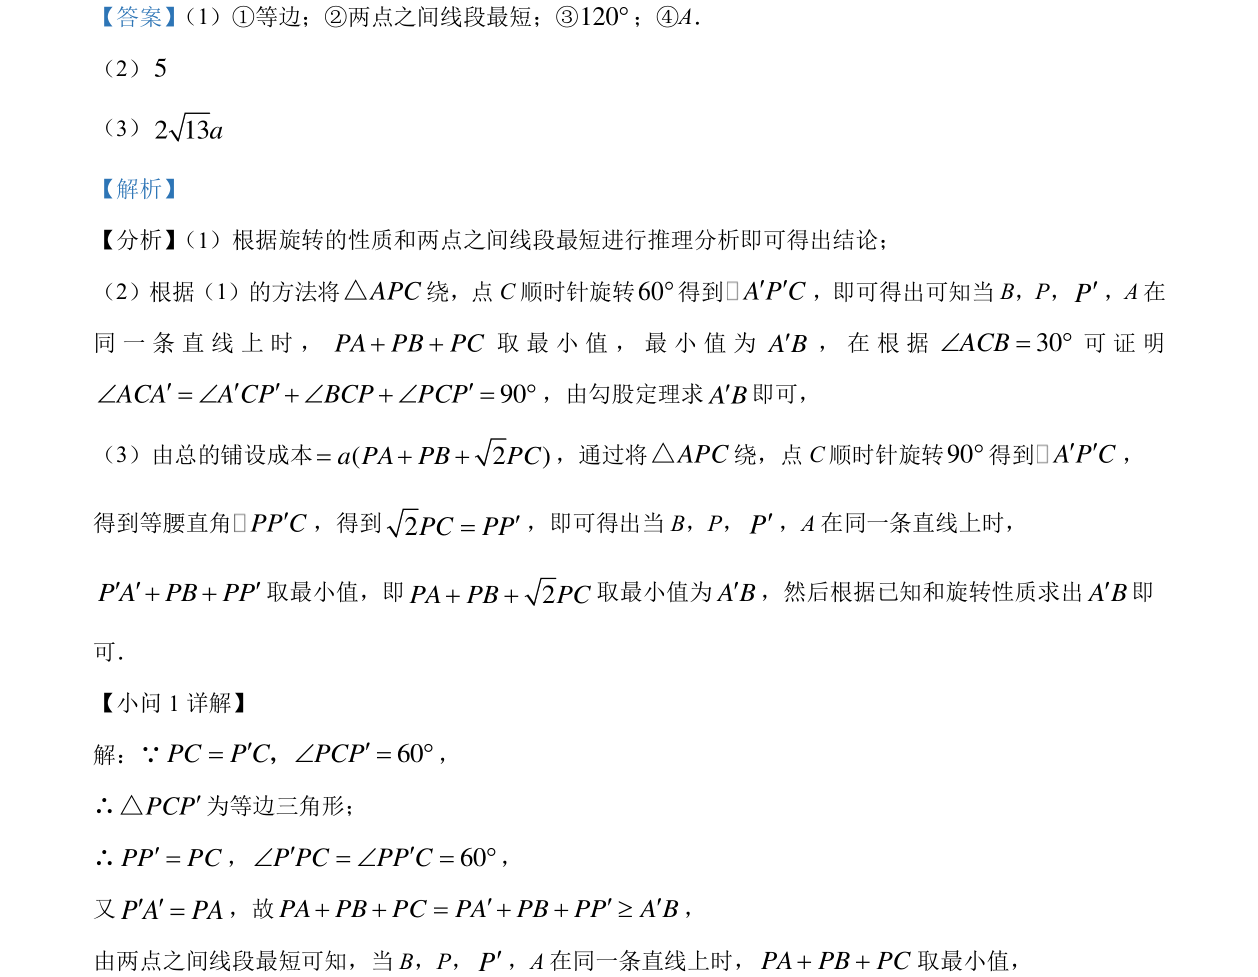 【答案】(1)①等边;②两点之间线段最短;③120°;④A.
(2)5
(3)2√13a
【解析】
【分析】(1)根据旋转的性质和两点之间线段最短进行推理分析即可得出结论;
(2)根据(1)的方法将△APC绕,点C顺时针旋转60°得到□A′P′C,即可得出可知当B,P,P′,A在
同一条直线上时,PA+PB+PC取最小值,最小值为A′B,在根据∠ACB=30°可证明
∠ACA′=∠A′CP′+∠BCP+∠PCP′=90°,由勾股定理求A′B即可,
(3)由总的铺设成本=a(PA+PB+√2PC),通过将△APC绕,点C顺时针旋转90°得到□A′P′C,
得到等腰直角□PP′C,得到√2PC=PP′,即可得出当B,P,P′,A在同一条直线上时,
P′A′+PB+PP′取最小值,即PA+PB+√2PC取最小值为A′B,然后根据已知和旋转性质求出A′B即
可.
【小问1详解】
解:∵PC=P′C,∠PCP′=60°,
∴△PCP′为等边三角形;
∴PP′=PC,∠P′PC=∠PP′C=60°,
又P′A′=PA,故PA+PB+PC=PA′+PB+PP′≥A′B,
由两点之间线段最短可知,当B,P,P′,A在同一条直线上时,PA+PB+PC取最小值,